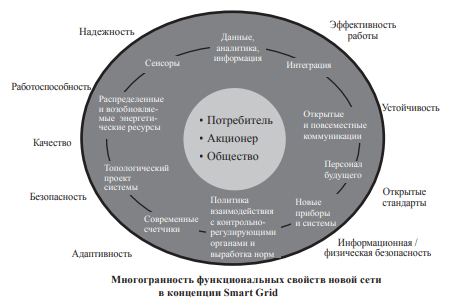 Надежность
Эффективность
работы
Данные,
аналитика,
информация
Сенсоры
Интеграция
Работоспособность
Распределенные
и возобновляе-
мые энергети-
ческие ресурсы
Открытые
и повсеместные
коммуникации
Устойчивость
• Потребитель
• Акционер
• Общество
Качество
Топологический
проект
системы
Персонал
будущего
Безопасность
Открытые
стандарты
Современные
счетчики
Политика
взаимодействия
с контрольно-
регулирующими
органами и
выработка норм
Новые
приборы
и системы
Адаптивность
Информационная /
физическая безопасность
Многогранность функциональных свойств новой сети
в концепции Smart Grid